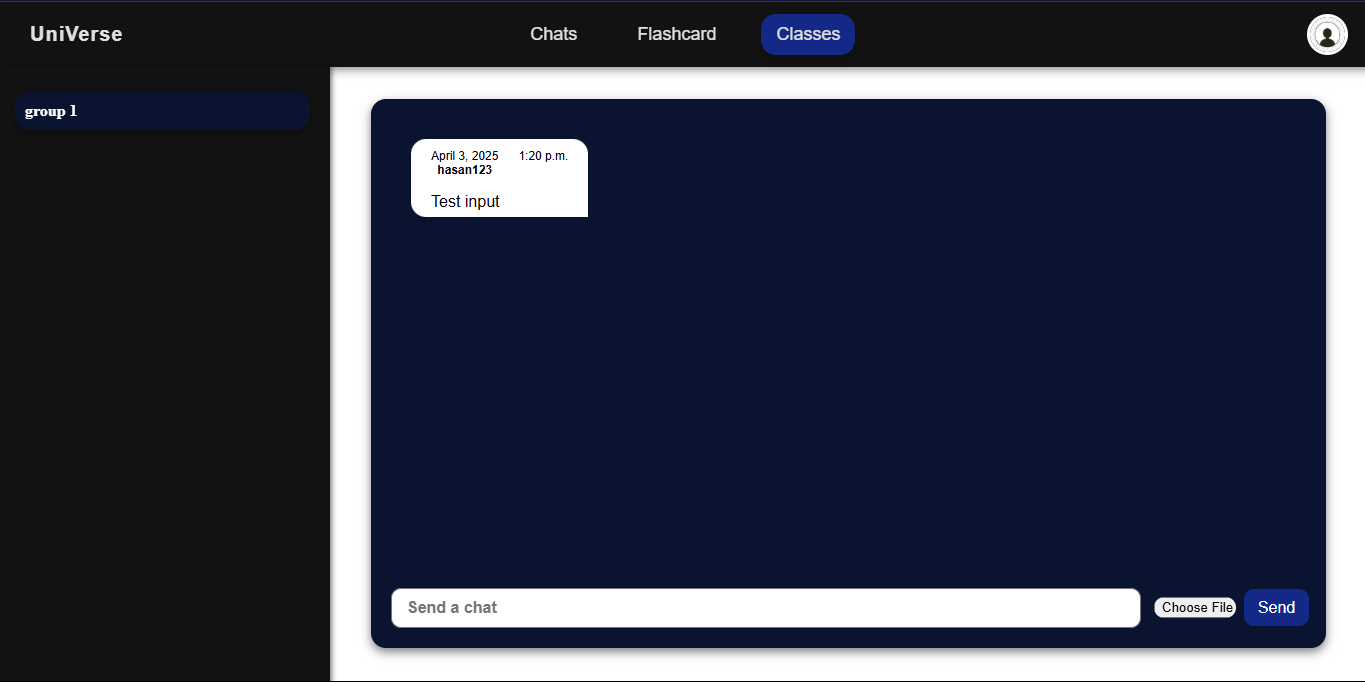 UniVerse
Chats
Flashcard
Classes
group 1
April 3, 2025 1:20 p.m.
hasan123
Test input
Send a chat
Choose File
Send